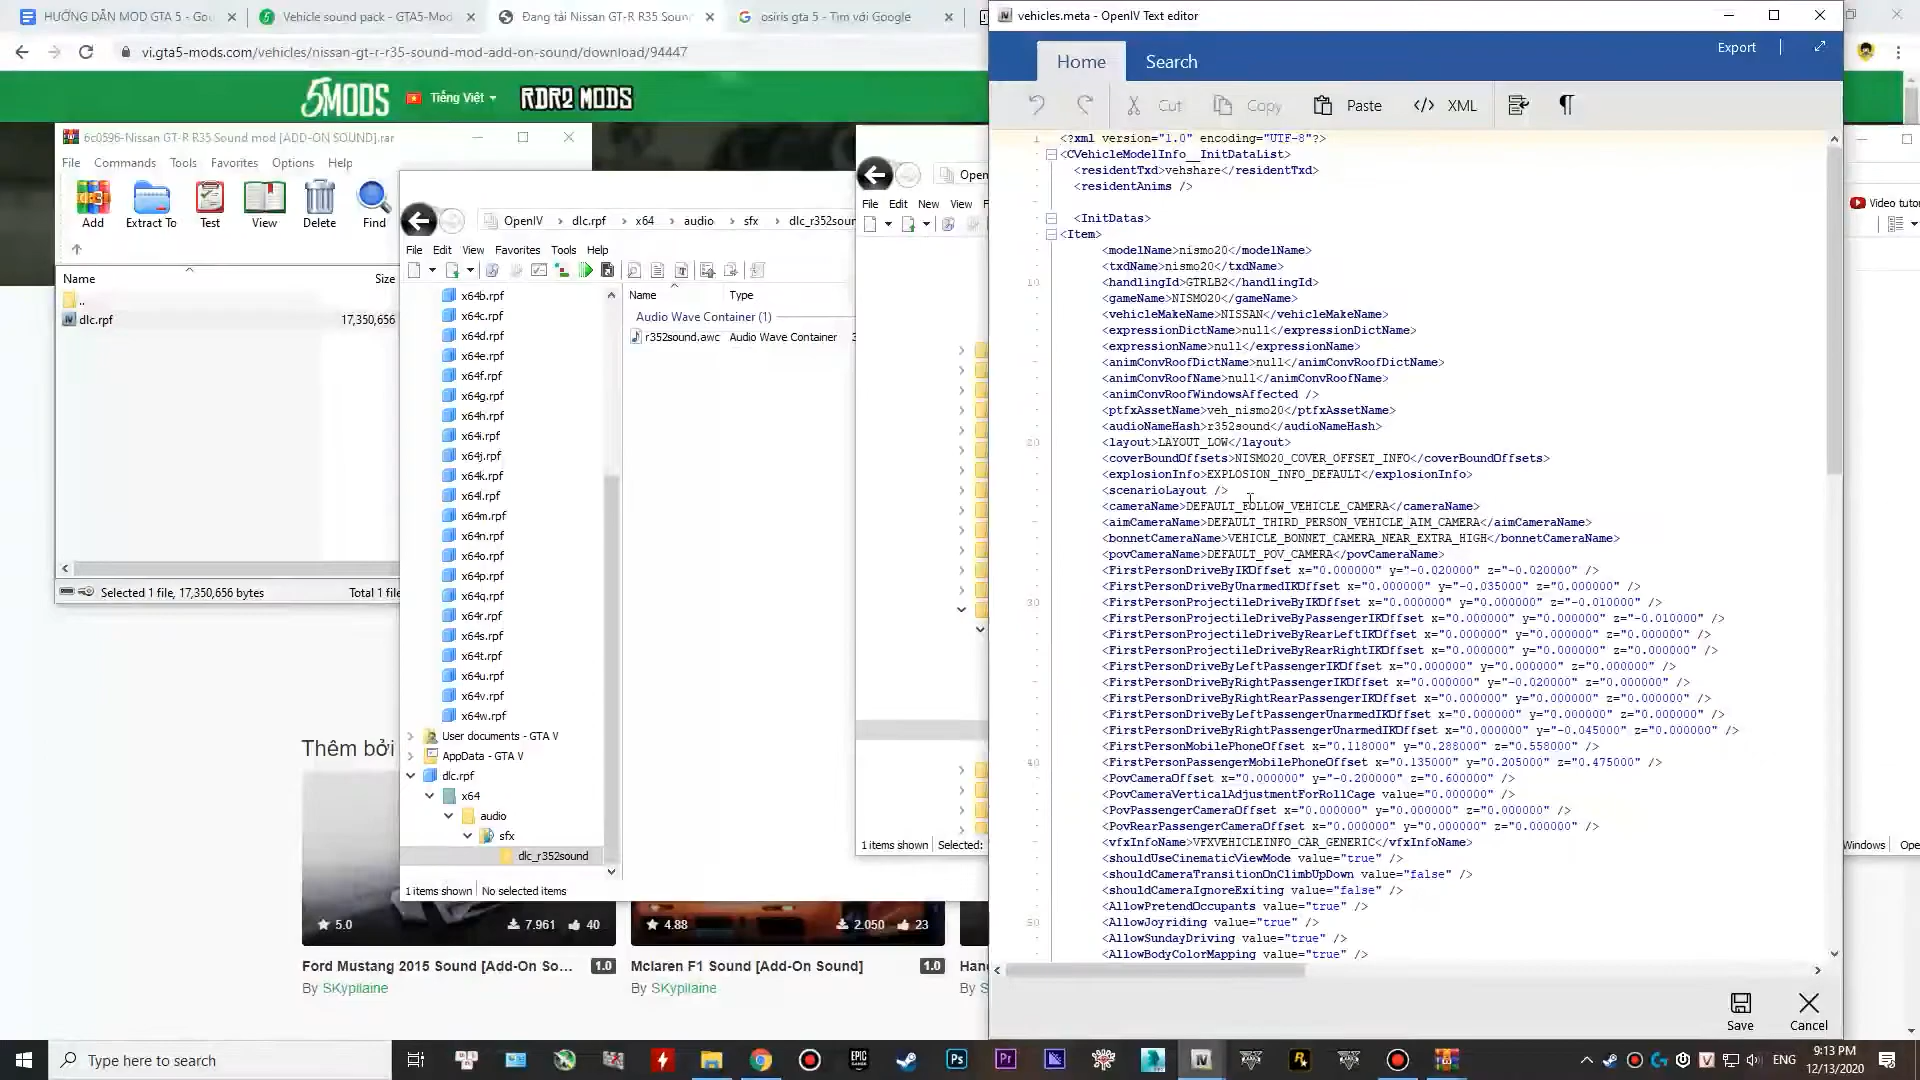 HƯỚNG DẪN MOD GTA 5 - Goo
Vehicle sound pack - GTA5-Mod
Đang tải Nissan GT-R R35 Soun
osiris gta 5 - Tìm với Google
vi.gta5-mods.com/vehicles/nissan-gt-r-r35-sound-mod-add-on-sound/download/94447
5MODS
Tiếng Việt
RDR2 MODS
6c0596-Nissan GT-R R35 Sound mod [ADD-ON SOUND].rar
File Commands Tools Favorites Options Help
Add Extract To Test View Delete Find
Name Size
..
dlc.rpf 17,350,656
Selected 1 file, 17,350,656 bytes Total 1 file
OpenIV dlc.rpf x64 audio sfx dlc_r352soun
File Edit View Favorites Tools Help
x64b.rpf
x64c.rpf
x64d.rpf
x64e.rpf
x64f.rpf
x64g.rpf
x64h.rpf
x64i.rpf
x64j.rpf
x64k.rpf
x64l.rpf
x64m.rpf
x64n.rpf
x64o.rpf
x64p.rpf
x64q.rpf
x64r.rpf
x64s.rpf
x64t.rpf
x64u.rpf
x64v.rpf
x64w.rpf
User documents - GTA V
AppData - GTA V
dlc.rpf
x64
audio
sfx
dlc_r352sound
Name Type
Audio Wave Container (1)
r352sound.awc Audio Wave Container 3
1 items shown No selected items
Open
File Edit New View
1 items shown Selected:
Video tutor
Windows Ope
Thêm bởi
5.0 7.961 40
Ford Mustang 2015 Sound [Add-On So... 1.0
By SKypilaine
4.88 2.050 23
Mclaren F1 Sound [Add-On Sound] 1.0
By SKypilaine
Han
By S
vehicles.meta - OpenIV Text editor
Home Search Export
Cut Copy Paste XML
1 <?xml version="1.0" encoding="UTF-8"?>
<CVehicleModelInfo__InitDataList>
<residentTxd>vehshare</residentTxd>
<residentAnims />
<InitDatas>
<Item>
<modelName>nismo20</modelName>
<txdName>nismo20</txdName>
10 <handlingId>GTRLB2</handlingId>
<gameName>NISMO20</gameName>
<vehicleMakeName>NISSAN</vehicleMakeName>
<expressionDictName>null</expressionDictName>
<expressionName>null</expressionName>
<animConvRoofDictName>null</animConvRoofDictName>
<animConvRoofName>null</animConvRoofName>
<animConvRoofWindowsAffected />
<ptfxAssetName>veh_nismo20</ptfxAssetName>
<audioNameHash>r352sound</audioNameHash>
20 <layout>LAYOUT_LOW</layout>
<coverBoundOffsets>NISMO20_COVER_OFFSET_INFO</coverBoundOffsets>
<explosionInfo>EXPLOSION_INFO_DEFAULT</explosionInfo>
<scenarioLayout />
<cameraName>DEFAULT_FOLLOW_VEHICLE_CAMERA</cameraName>
<aimCameraName>DEFAULT_THIRD_PERSON_VEHICLE_AIM_CAMERA</aimCameraName>
<bonnetCameraName>VEHICLE_BONNET_CAMERA_NEAR_EXTRA_HIGH</bonnetCameraName>
<povCameraName>DEFAULT_POV_CAMERA</povCameraName>
<FirstPersonDriveByIKOffset x="0.000000" y="-0.020000" z="-0.020000" />
<FirstPersonDriveByUnarmedIKOffset x="0.000000" y="-0.035000" z="0.000000" />
30 <FirstPersonProjectileDriveByIKOffset x="0.000000" y="0.000000" z="-0.010000" />
<FirstPersonProjectileDriveByPassengerIKOffset x="0.000000" y="0.000000" z="-0.010000" />
<FirstPersonProjectileDriveByRearLeftIKOffset x="0.000000" y="0.000000" z="0.000000" />
<FirstPersonProjectileDriveByRearRightIKOffset x="0.000000" y="0.000000" z="0.000000" />
<FirstPersonDriveByLeftPassengerIKOffset x="0.000000" y="0.000000" z="0.000000" />
<FirstPersonDriveByRightPassengerIKOffset x="0.000000" y="-0.020000" z="0.000000" />
<FirstPersonDriveByRightRearPassengerIKOffset x="0.000000" y="0.000000" z="0.000000" />
<FirstPersonDriveByLeftPassengerUnarmedIKOffset x="0.000000" y="0.000000" z="0.000000" />
<FirstPersonDriveByRightPassengerUnarmedIKOffset x="0.000000" y="-0.045000" z="0.000000" />
<FirstPersonMobilePhoneOffset x="0.118000" y="0.288000" z="0.558000" />
40 <FirstPersonPassengerMobilePhoneOffset x="0.135000" y="0.205000" z="0.475000" />
<PovCameraOffset x="0.000000" y="-0.200000" z="0.600000" />
<PovCameraVerticalAdjustmentForRollCage value="0.000000" />
<PovPassengerCameraOffset x="0.000000" y="0.000000" z="0.000000" />
<PovRearPassengerCameraOffset x="0.000000" y="0.000000" z="0.000000" />
<vfxInfoName>VFXVEHICLEINFO_CAR_GENERIC</vfxInfoName>
<shouldUseCinematicViewMode value="true" />
<shouldCameraTransitionOnClimbUpDown value="false" />
<shouldCameraIgnoreExiting value="false" />
<AllowPretendOccupants value="true" />
50 <AllowJoyriding value="true" />
<AllowSundayDriving value="true" />
<AllowBodyColorMapping value="true" />
Save Cancel
Type here to search
ENG
9:13 PM
12/13/2020